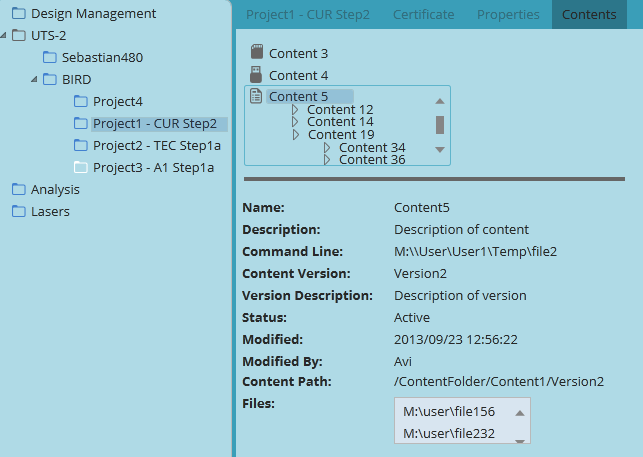 Design Management
UTS-2
Sebastian480
BIRD
Project4
Project1 - CUR Step2
Project2 - TEC Step1a
Project3 - A1 Step1a
Analysis
Lasers
Project1 - CUR Step2 Certificate Properties Contents
Content 3
Content 4
Content 5
Content 12
Content 14
Content 19
Content 34
Content 36
Name: Content5
Description: Description of content
Command Line: M:\\User\User1\Temp\file2
Content Version: Version2
Version Description: Description of version
Status: Active
Modified: 2013/09/23 12:56:22
Modified By: Avi
Content Path: /ContentFolder/Content1/Version2
Files: M:\user\file156
M:\user\file232